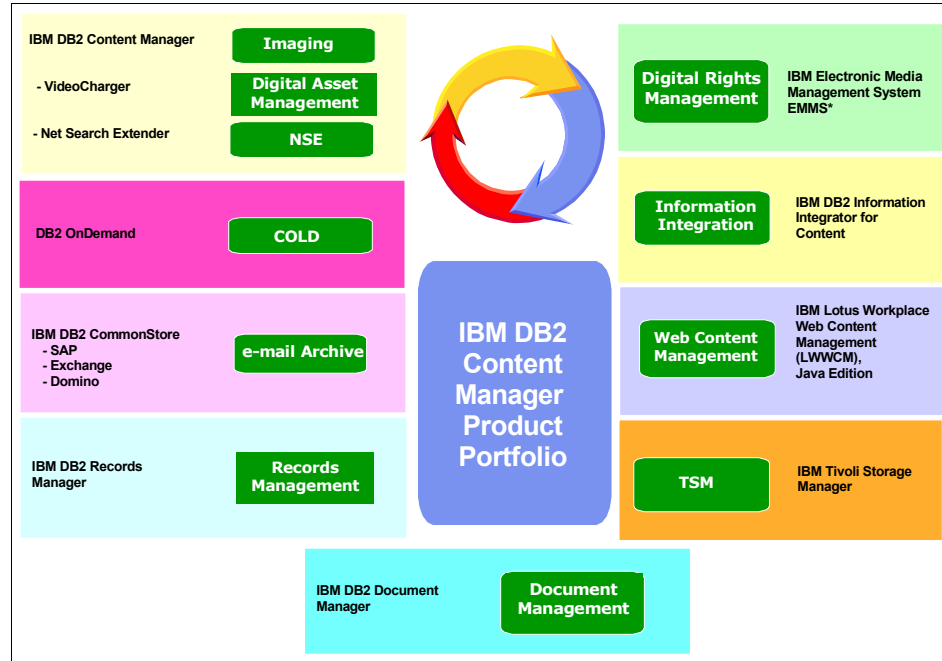 IBM DB2 Content Manager
Imaging
- VideoCharger
Digital Asset
Management
- Net Search Extender
NSE
DB2 OnDemand
COLD
IBM DB2 CommonStore
- SAP
- Exchange
- Domino
e-mail Archive
IBM DB2 Records
Manager
Records
Management
IBM DB2
Content
Manager
Product
Portfolio
Digital Rights
Management
IBM Electronic Media
Management System
EMMS*
Information
Integration
IBM DB2 Information
Integrator for
Content
Web Content
Management
IBM Lotus Workplace
Web Content
Management
(LWWCM),
Java Edition
TSM
IBM Tivoli Storage
Manager
IBM DB2 Document
Manager
Document
Management